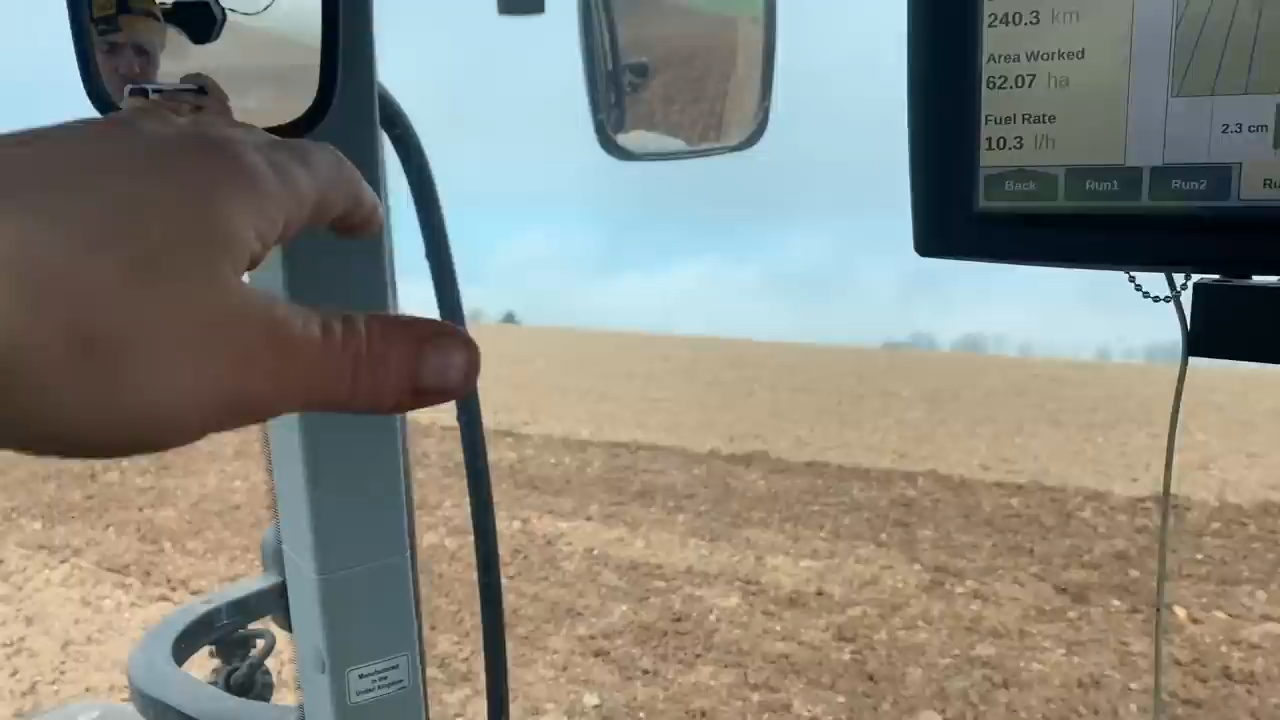 240.3 km
Area Worked
62.07 ha
Fuel Rate
10.3 l/h
2.3 cm
Back
Run1
Run2
Manufactured
in the
United Kingdom